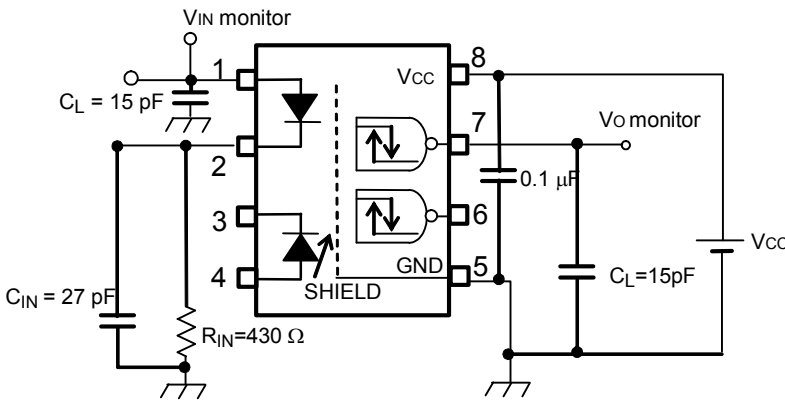 VIN monitor
1
8
VCC
CL = 15 pF
7
VO monitor
2
0.1 μF
3
6
VCC
GND
5
4
SHIELD
CL=15pF
CIN = 27 pF
RIN=430 Ω